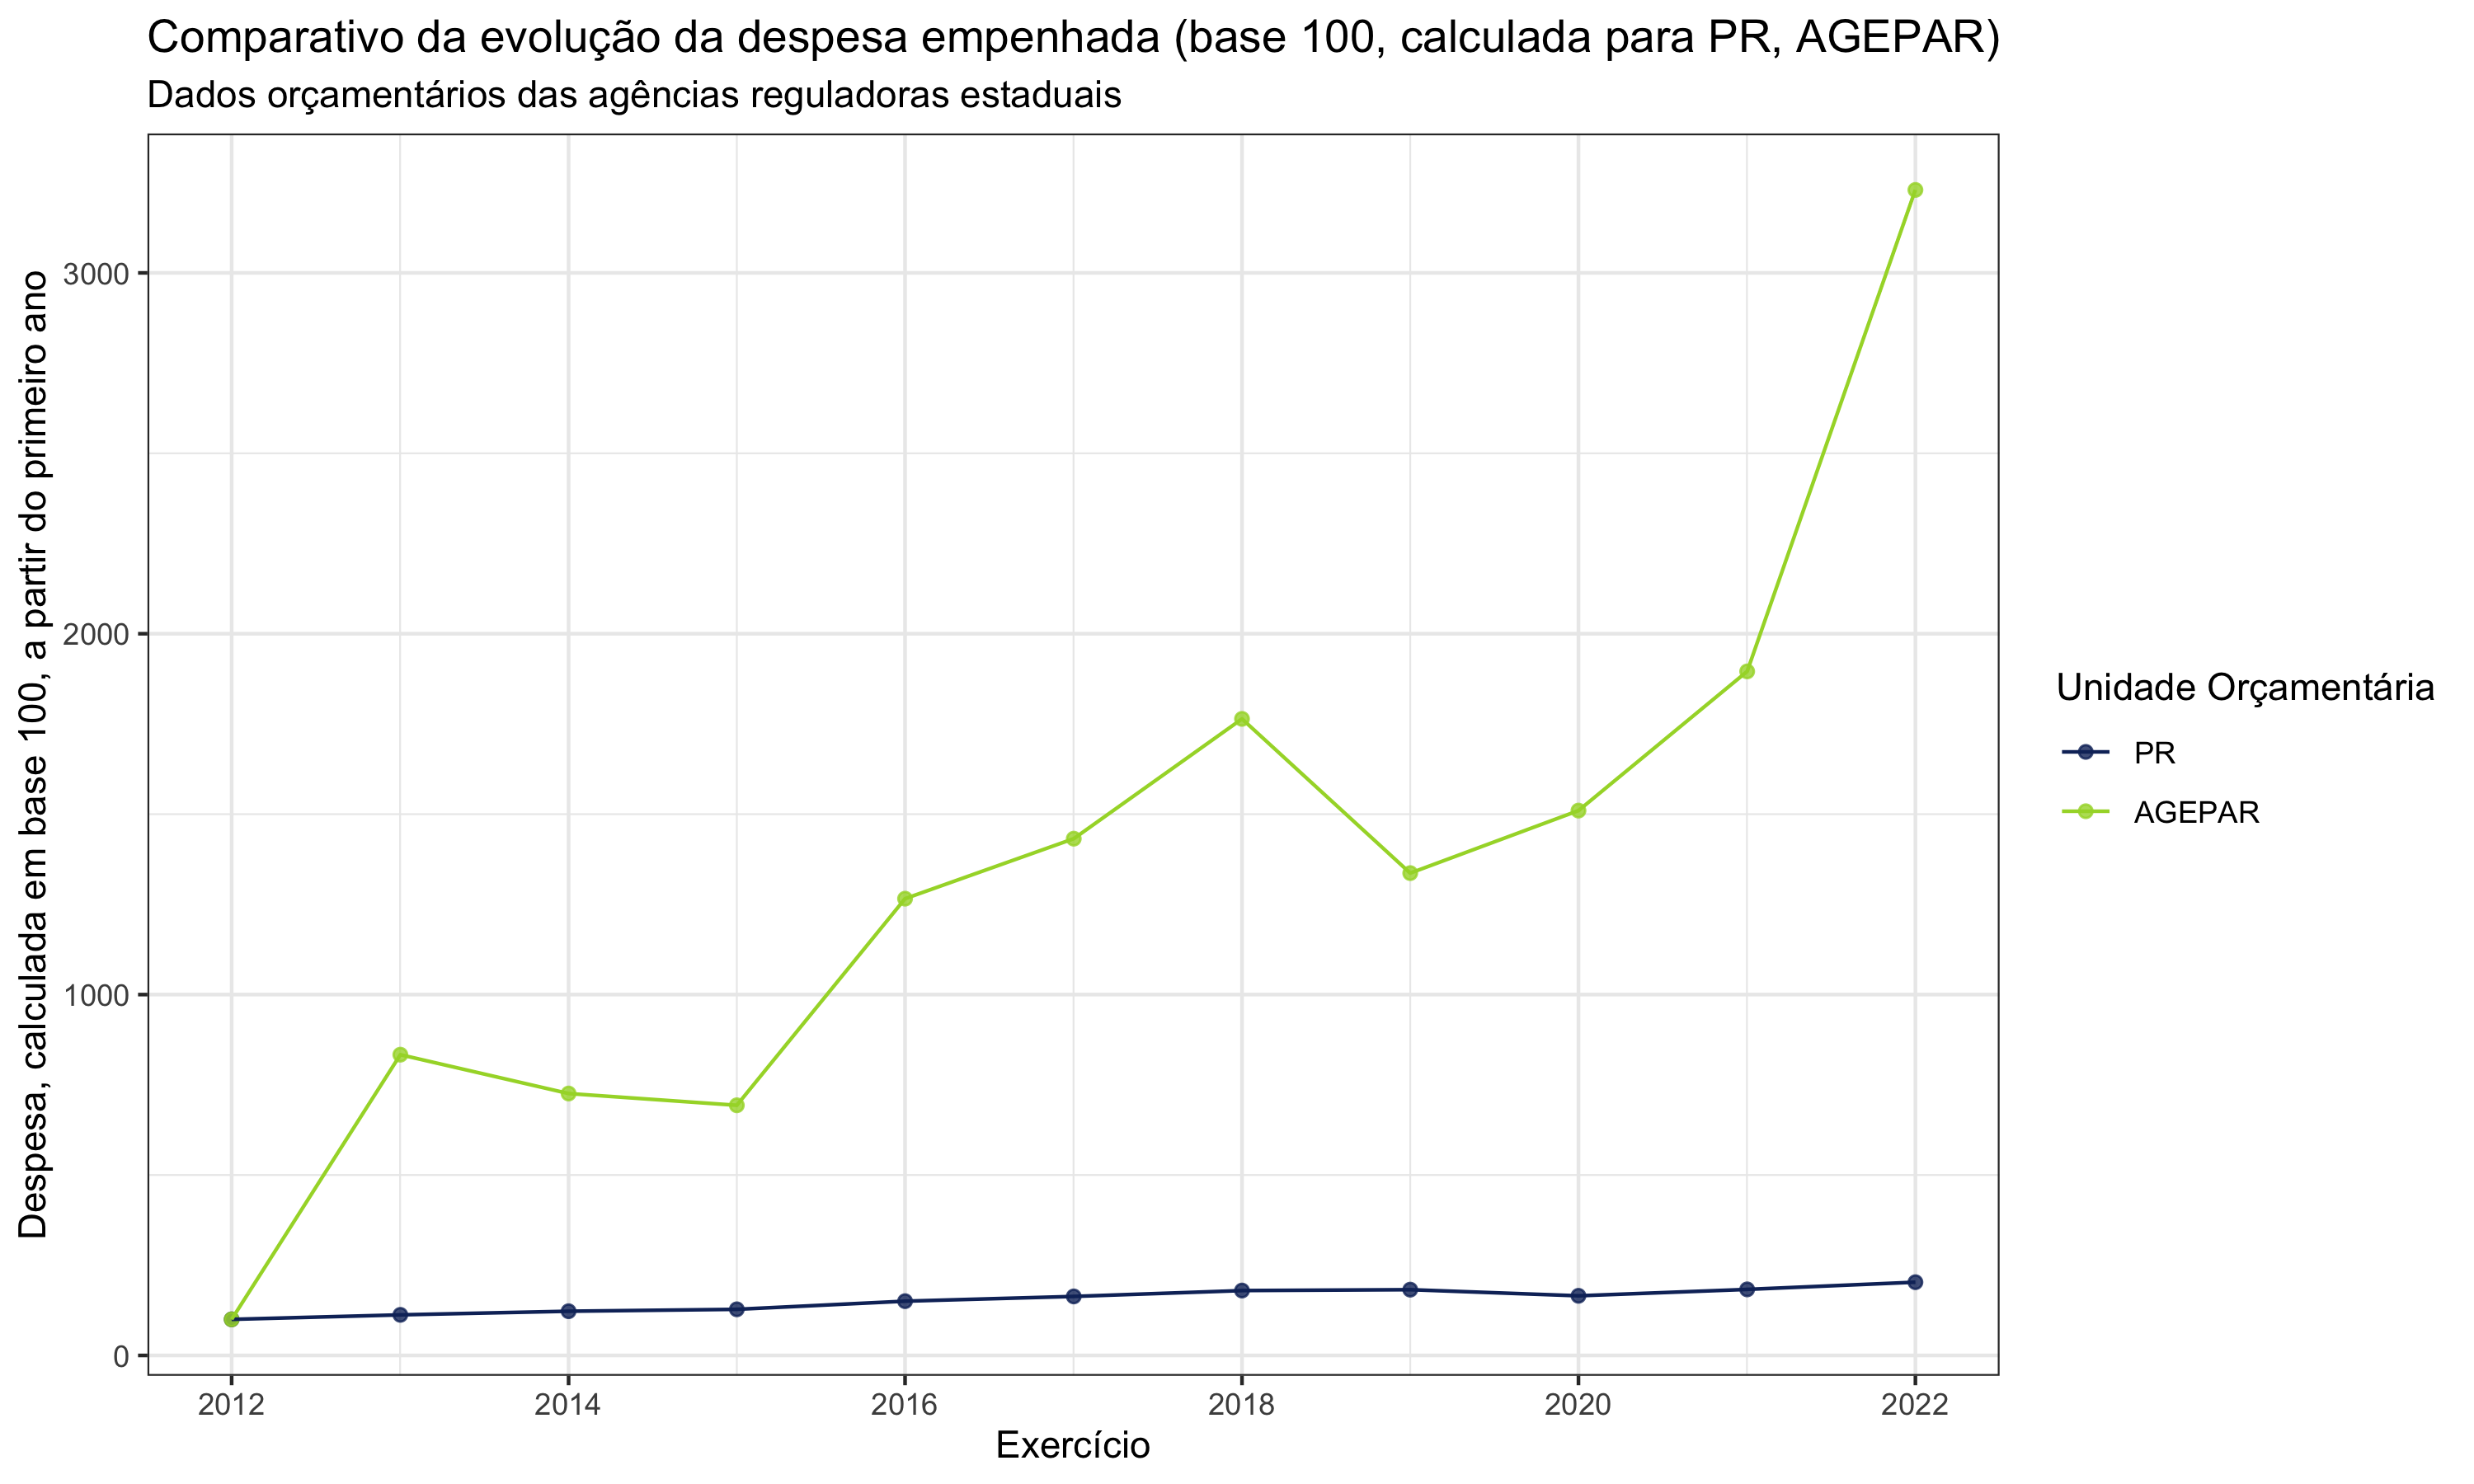 Comparativo da evolução da despesa empenhada (base 100, calculada para PR, AGEPAR)
Dados orçamentários das agências reguladoras estaduais
Despesa, calculada em base 100, a partir do primeiro ano
3000
2000
1000
0
2012
2014
2016
2018
2020
2022
Exercício
Unidade Orçamentária
PR
AGEPAR